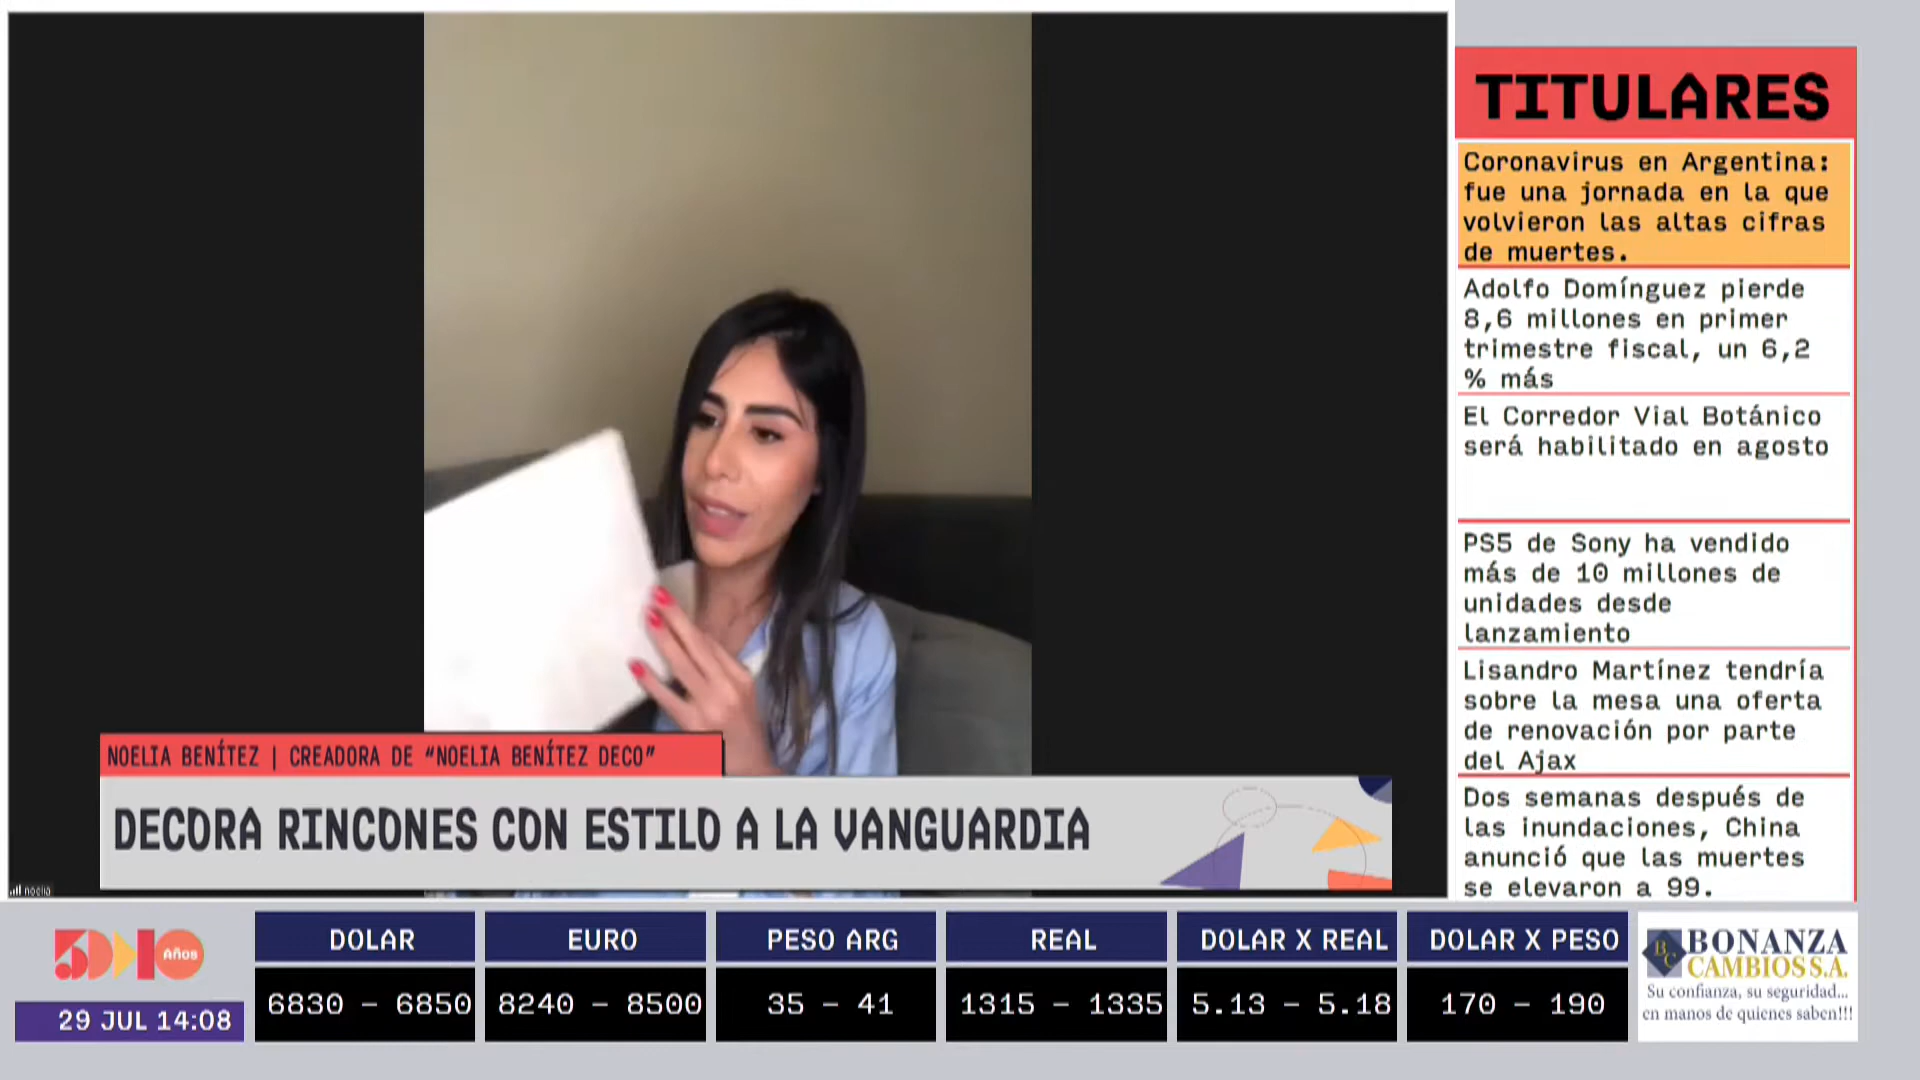 TITULARES
Coronavirus en Argentina:
fue una jornada en la que
volvieron las altas cifras
de muertes.
Adolfo Domínguez pierde
8,6 millones en primer
trimestre fiscal, un 6,2
% más
El Corredor Vial Botánico
será habilitado en agosto
PS5 de Sony ha vendido
más de 10 millones de
unidades desde
lanzamiento
Lisandro Martínez tendría
sobre la mesa una oferta
de renovación por parte
del Ajax
Dos semanas después de
las inundaciones, China
anunció que las muertes
se elevaron a 99.
NOELIA BENÍTEZ | CREADORA DE “NOELIA BENÍTEZ DECO”
DECORA RINCONES CON ESTILO A LA VANGUARDIA
noelia
5D10 Años
29 JUL 14:08
DOLAR
6830 – 6850
EURO
8240 – 8500
PESO ARG
35 – 41
REAL
1315 – 1335
DOLAR X REAL
5.13 – 5.18
DOLAR X PESO
170 – 190
BC
BONANZA
CAMBIOS S.A.
Su confianza, su seguridad...
en manos de quienes saben!!!